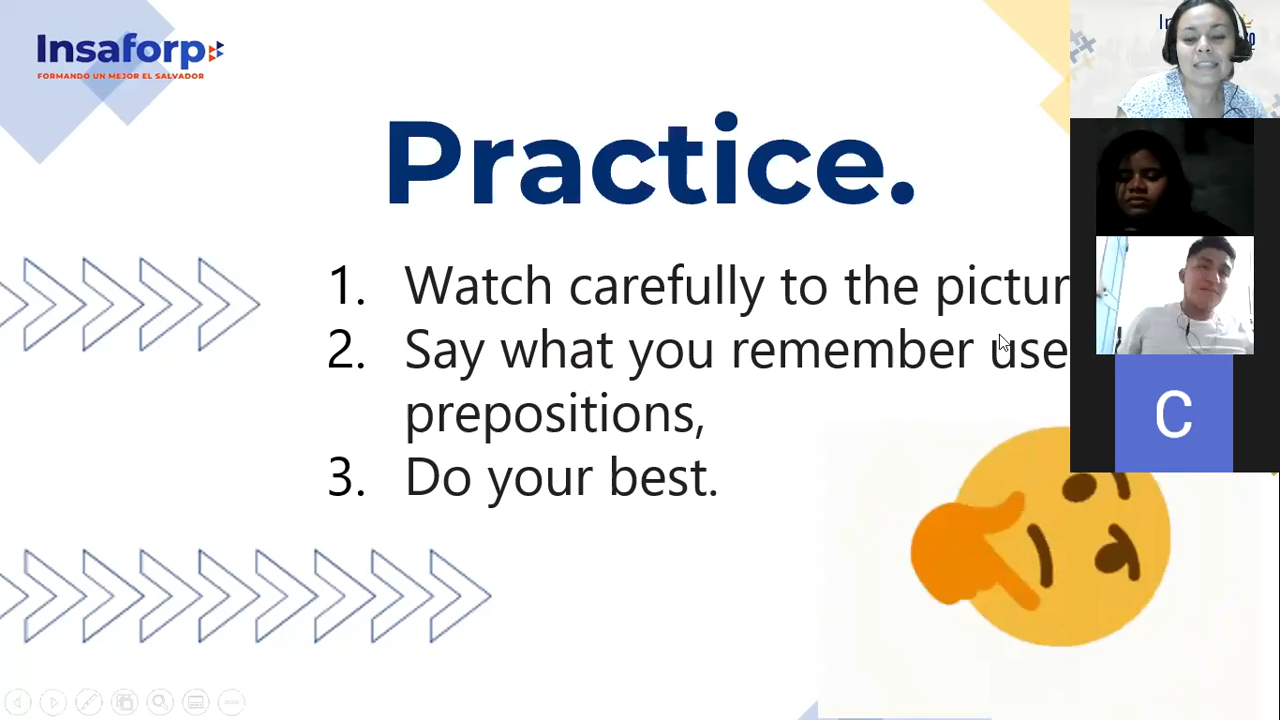 Insaforp
FORMANDO UN MEJOR EL SALVADOR
Practice.
1. Watch carefully to the pictur
2. Say what you remember use
prepositions,
3. Do your best.
C